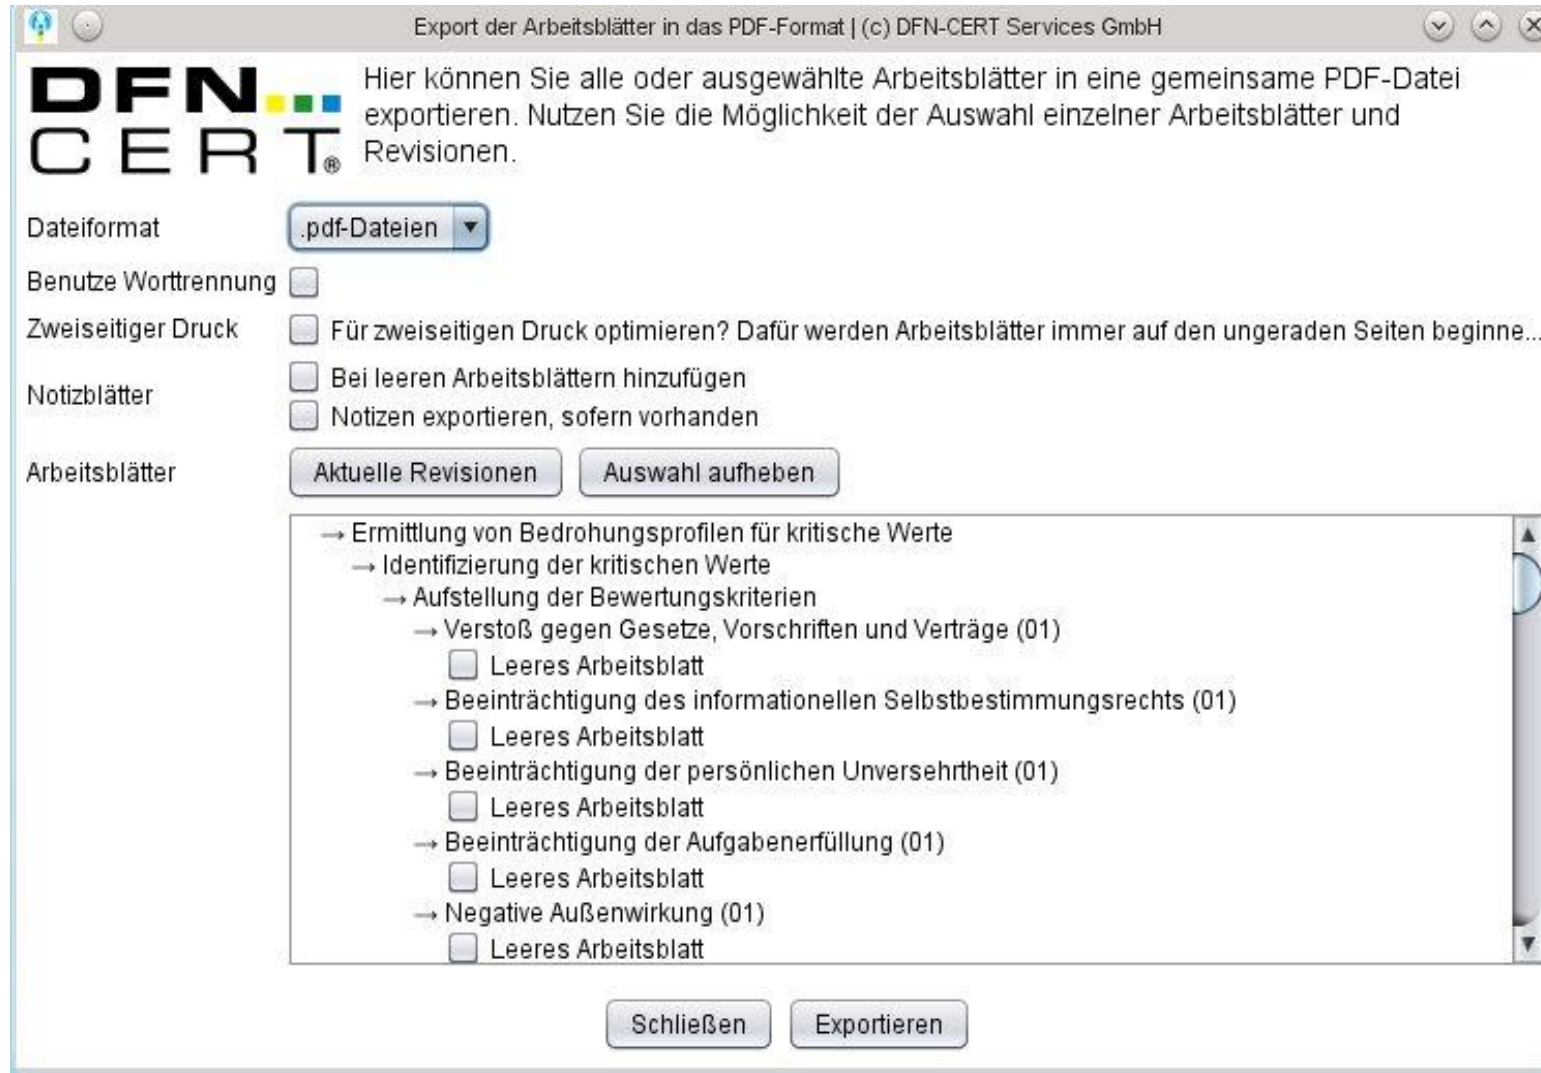 Export der Arbeitsblätter in das PDF-Format | (c) DFN-CERT Services GmbH
DFN
CERT®
Hier können Sie alle oder ausgewählte Arbeitsblätter in eine gemeinsame PDF-Datei
exportieren. Nutzen Sie die Möglichkeit der Auswahl einzelner Arbeitsblätter und
Revisionen.
Dateiformat .pdf-Dateien
Benutze Worttrennung
Zweiseitiger Druck Für zweiseitigen Druck optimieren? Dafür werden Arbeitsblätter immer auf den ungeraden Seiten beginne...
Notizblätter
Bei leeren Arbeitsblättern hinzufügen
Notizen exportieren, sofern vorhanden
Arbeitsblätter Aktuelle Revisionen Auswahl aufheben
→ Ermittlung von Bedrohungsprofilen für kritische Werte
→ Identifizierung der kritischen Werte
→ Aufstellung der Bewertungskriterien
→ Verstoß gegen Gesetze, Vorschriften und Verträge (01)
Leeres Arbeitsblatt
→ Beeinträchtigung des informationellen Selbstbestimmungsrechts (01)
Leeres Arbeitsblatt
→ Beeinträchtigung der persönlichen Unversehrtheit (01)
Leeres Arbeitsblatt
→ Beeinträchtigung der Aufgabenerfüllung (01)
Leeres Arbeitsblatt
→ Negative Außenwirkung (01)
Leeres Arbeitsblatt
Schließen Exportieren